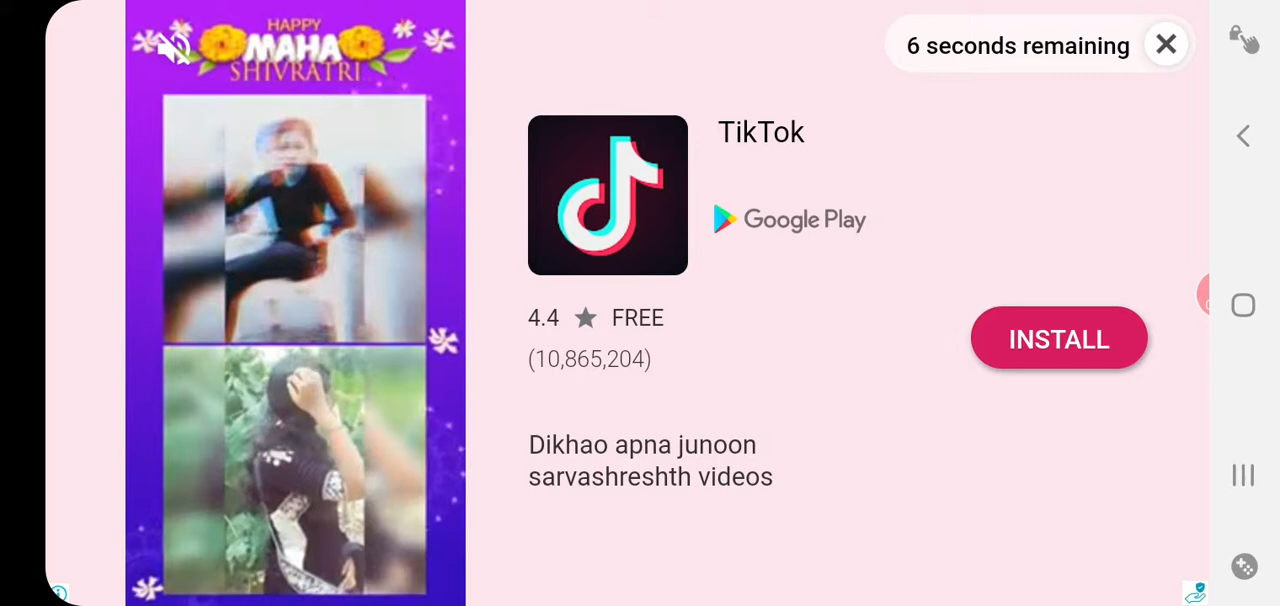 HAPPY
MAHA
SHIVRATRI
6 seconds remaining
TikTok
Google Play
4.4 ★ FREE
(10,865,204)
INSTALL
Dikhao apna junoon
sarvashreshth videos